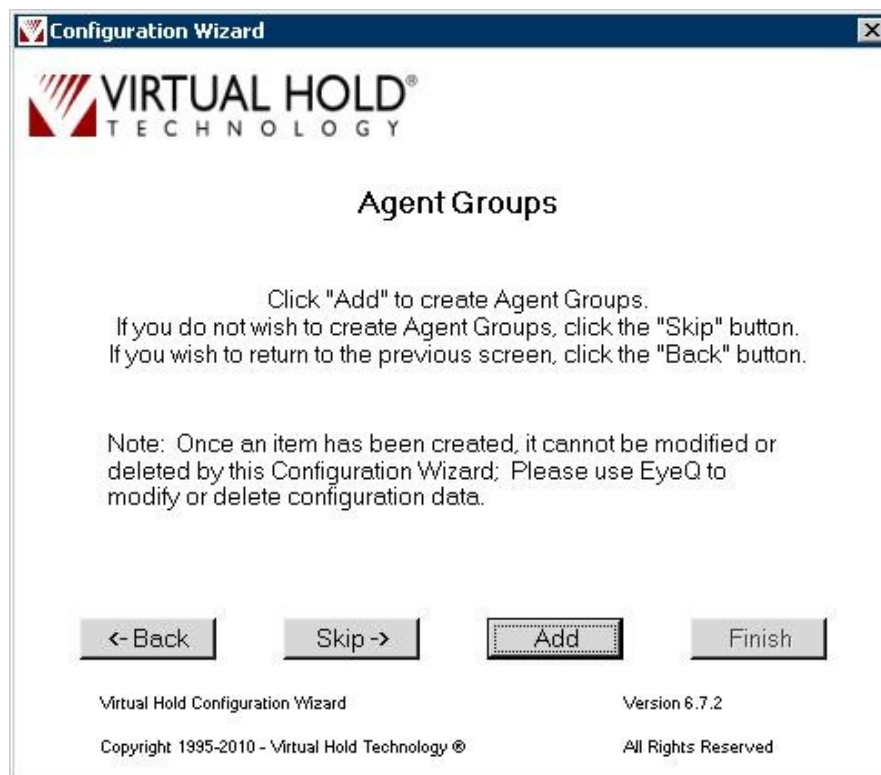 Configuration Wizard
VIRTUAL HOLD®
TECHNOLOGY
Agent Groups
Click "Add" to create Agent Groups.
If you do not wish to create Agent Groups, click the "Skip" button.
If you wish to return to the previous screen, click the "Back" button.
Note: Once an item has been created, it cannot be modified or
deleted by this Configuration Wizard; Please use EyeQ to
modify or delete configuration data.
<- Back Skip -> Add Finish
Virtual Hold Configuration Wizard Version 6.7.2
Copyright 1995-2010 - Virtual Hold Technology ® All Rights Reserved